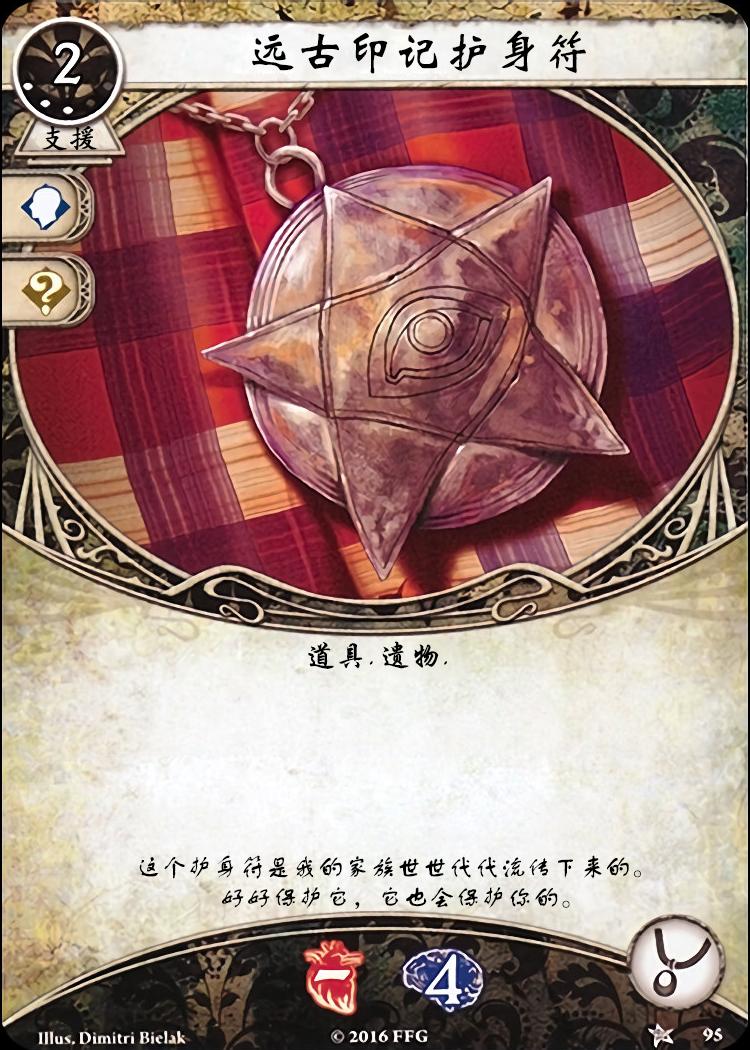 2
远古印记护身符
支援
?
道具.遗物.
这个护身符是我的家族世世代代流传下来的。
好好保护它，它也会保护你的。
-
4
Illus. Dimitri Bielak
© 2016 FFG
95